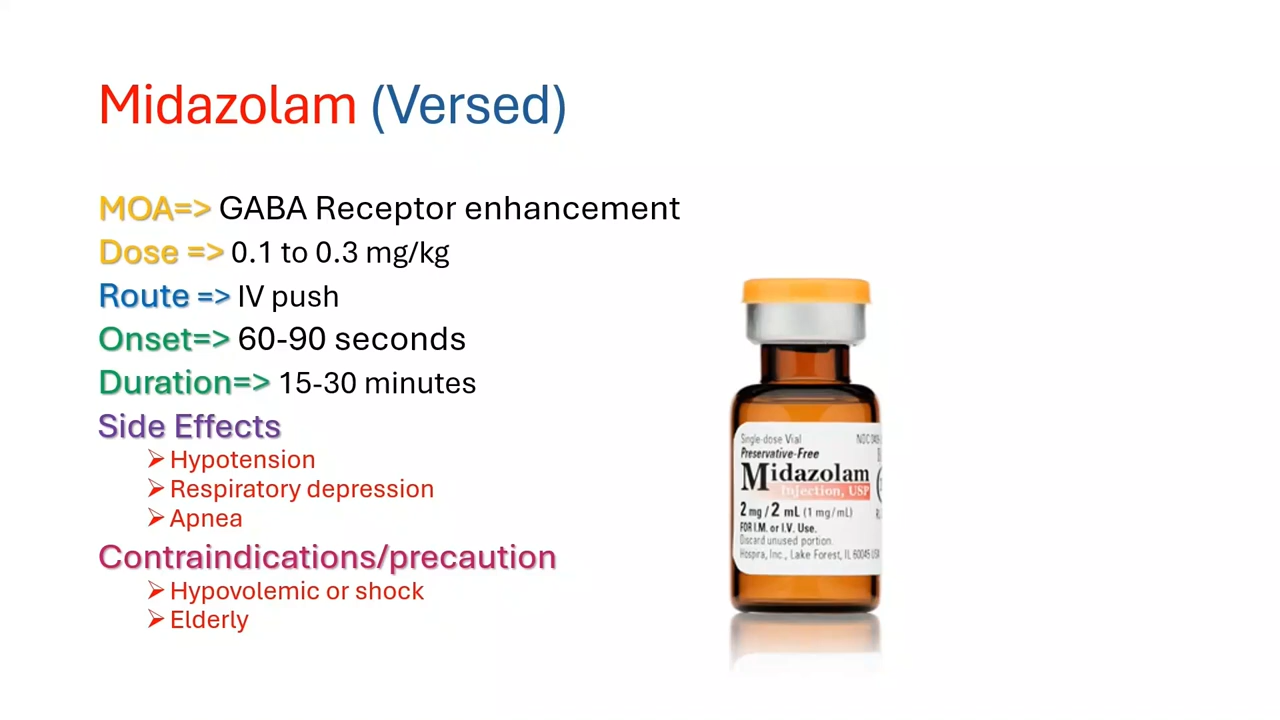 Midazolam (Versed)
MOA=> GABA Receptor enhancement
Dose => 0.1 to 0.3 mg/kg
Route => IV push
Onset=> 60-90 seconds
Duration=> 15-30 minutes
Side Effects
➢ Hypotension
➢ Respiratory depression
➢ Apnea
Contraindications/precaution
➢ Hypovolemic or shock
➢ Elderly
Single-dose Vial
Preservative-Free
Midazolam
Injection, USP
2 mg / 2 mL (1 mg/mL)
FOR I.M. or I.V. Use.
Discard unused portion.
Hospira, Inc., Lake Forest, IL 60045 USA